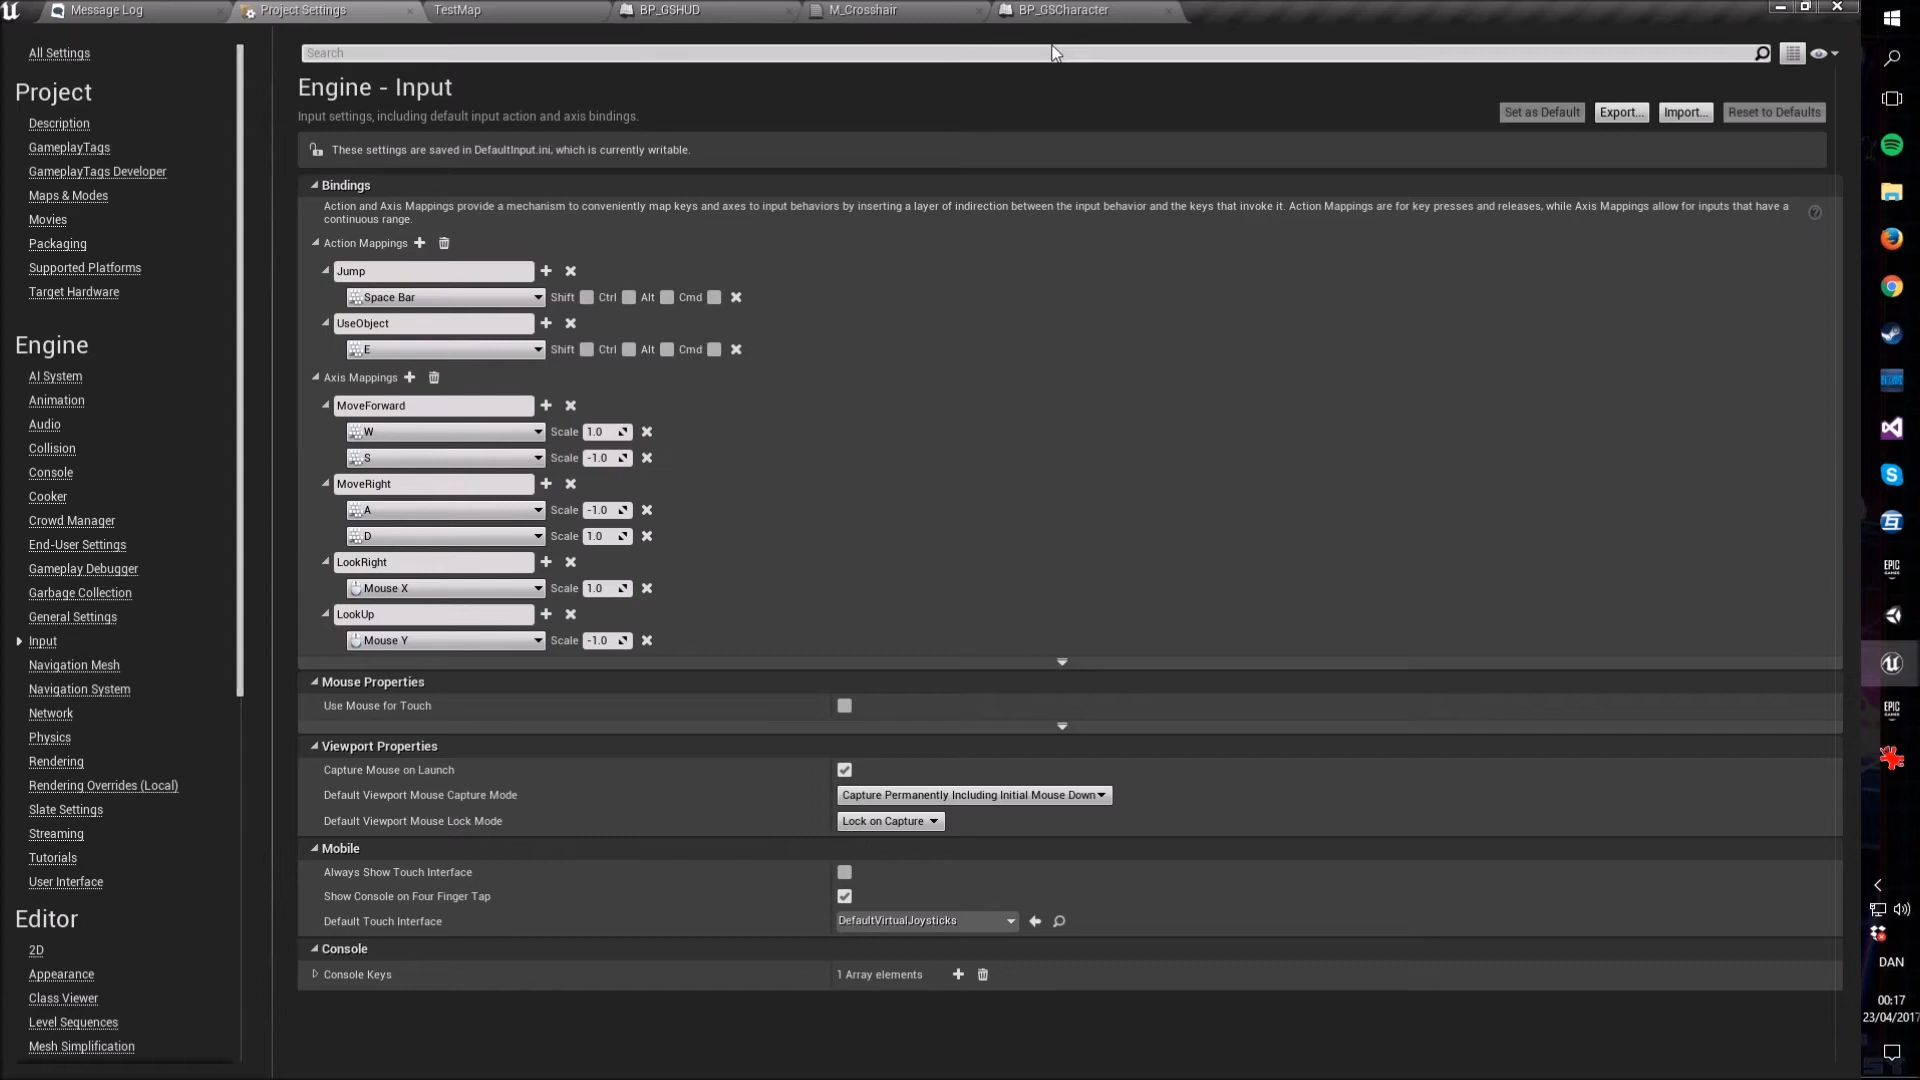 Message Log
Project Settings
TestMap
BP_GSHUD
M_Crosshair
BP_GSCharacter
All Settings
Project
Description
GameplayTags
GameplayTags Developer
Maps & Modes
Movies
Packaging
Supported Platforms
Target Hardware
Engine
AI System
Animation
Audio
Collision
Console
Cooker
Crowd Manager
End-User Settings
Gameplay Debugger
Garbage Collection
General Settings
Input
Navigation Mesh
Navigation System
Network
Physics
Rendering
Rendering Overrides (Local)
Slate Settings
Streaming
Tutorials
User Interface
Editor
2D
Appearance
Class Viewer
Level Sequences
Mesh Simplification
Search
Engine - Input
Input settings, including default input action and axis bindings.
Set as Default
Export...
Import...
Reset to Defaults
These settings are saved in DefaultInput.ini, which is currently writable.
Bindings
Action and Axis Mappings provide a mechanism to conveniently map keys and axes to input behaviors by inserting a layer of indirection between the input behavior and the keys that invoke it. Action Mappings are for key presses and releases, while Axis Mappings allow for inputs that have a
continuous range.
Action Mappings
Jump
Space Bar Shift Ctrl Alt Cmd
UseObject
E Shift Ctrl Alt Cmd
Axis Mappings
MoveForward
W Scale 1.0
S Scale -1.0
MoveRight
A Scale -1.0
D Scale 1.0
LookRight
Mouse X Scale 1.0
LookUp
Mouse Y Scale -1.0
Mouse Properties
Use Mouse for Touch
Viewport Properties
Capture Mouse on Launch
Default Viewport Mouse Capture Mode Capture Permanently Including Initial Mouse Down
Default Viewport Mouse Lock Mode Lock on Capture
Mobile
Always Show Touch Interface
Show Console on Four Finger Tap
Default Touch Interface DefaultVirtualJoysticks
Console
Console Keys 1 Array elements
EPIC
GAMES
EPIC
GAMES
DAN
00:17
23/04/2017